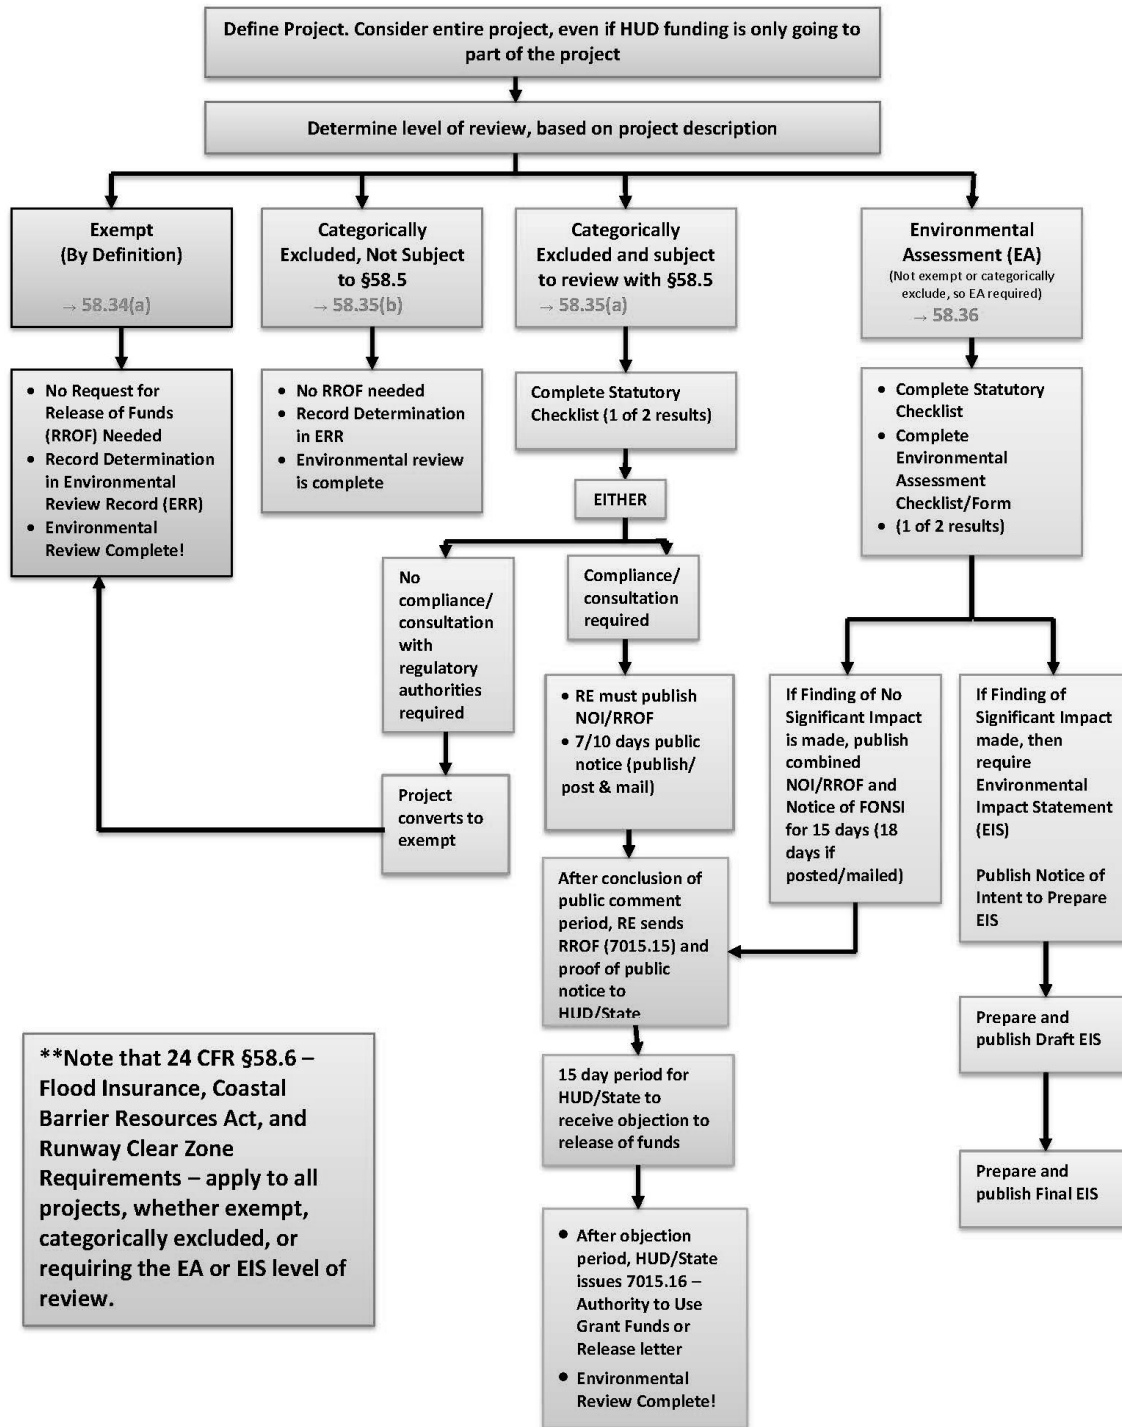 Define Project. Consider entire project, even if HUD funding is only going to
part of the project
Determine level of review, based on project description
Exempt
(By Definition)
→ 58.34(a)
Categorically
Excluded, Not Subject
to §58.5
→ 58.35(b)
Categorically
Excluded and subject
to review with §58.5
→ 58.35(a)
Environmental
Assessment (EA)
(Not exempt or categorically
exclude, so EA required)
→ 58.36
• No Request for
Release of Funds
(RROF) Needed
• Record Determination
in Environmental
Review Record (ERR)
• Environmental
Review Complete!
• No RROF needed
• Record Determination
in ERR
• Environmental review
is complete
Complete Statutory
Checklist (1 of 2 results)
• Complete Statutory
Checklist
• Complete
Environmental
Assessment
Checklist/Form
• (1 of 2 results)
EITHER
No
compliance/
consultation
with
regulatory
authorities
required
Compliance/
consultation
required
• RE must publish
NOI/RROF
• 7/10 days public
notice (publish/
post & mail)
If Finding of No
Significant Impact
is made, publish
combined
NOI/RROF and
Notice of FONSI
for 15 days (18
days if
posted/mailed)
If Finding of
Significant Impact
made, then
require
Environmental
Impact Statement
(EIS)
Publish Notice of
Intent to Prepare
EIS
Project
converts to
exempt
After conclusion of
public comment
period, RE sends
RROF (7015.15) and
proof of public
notice to
HUD/State
Prepare and
publish Draft EIS
**Note that 24 CFR §58.6 –
Flood Insurance, Coastal
Barrier Resources Act, and
Runway Clear Zone
Requirements – apply to all
projects, whether exempt,
categorically excluded, or
requiring the EA or EIS level of
review.
15 day period for
HUD/State to
receive objection to
release of funds
Prepare and
publish Final EIS
• After objection
period, HUD/State
issues 7015.16 –
Authority to Use
Grant Funds or
Release letter
• Environmental
Review Complete!